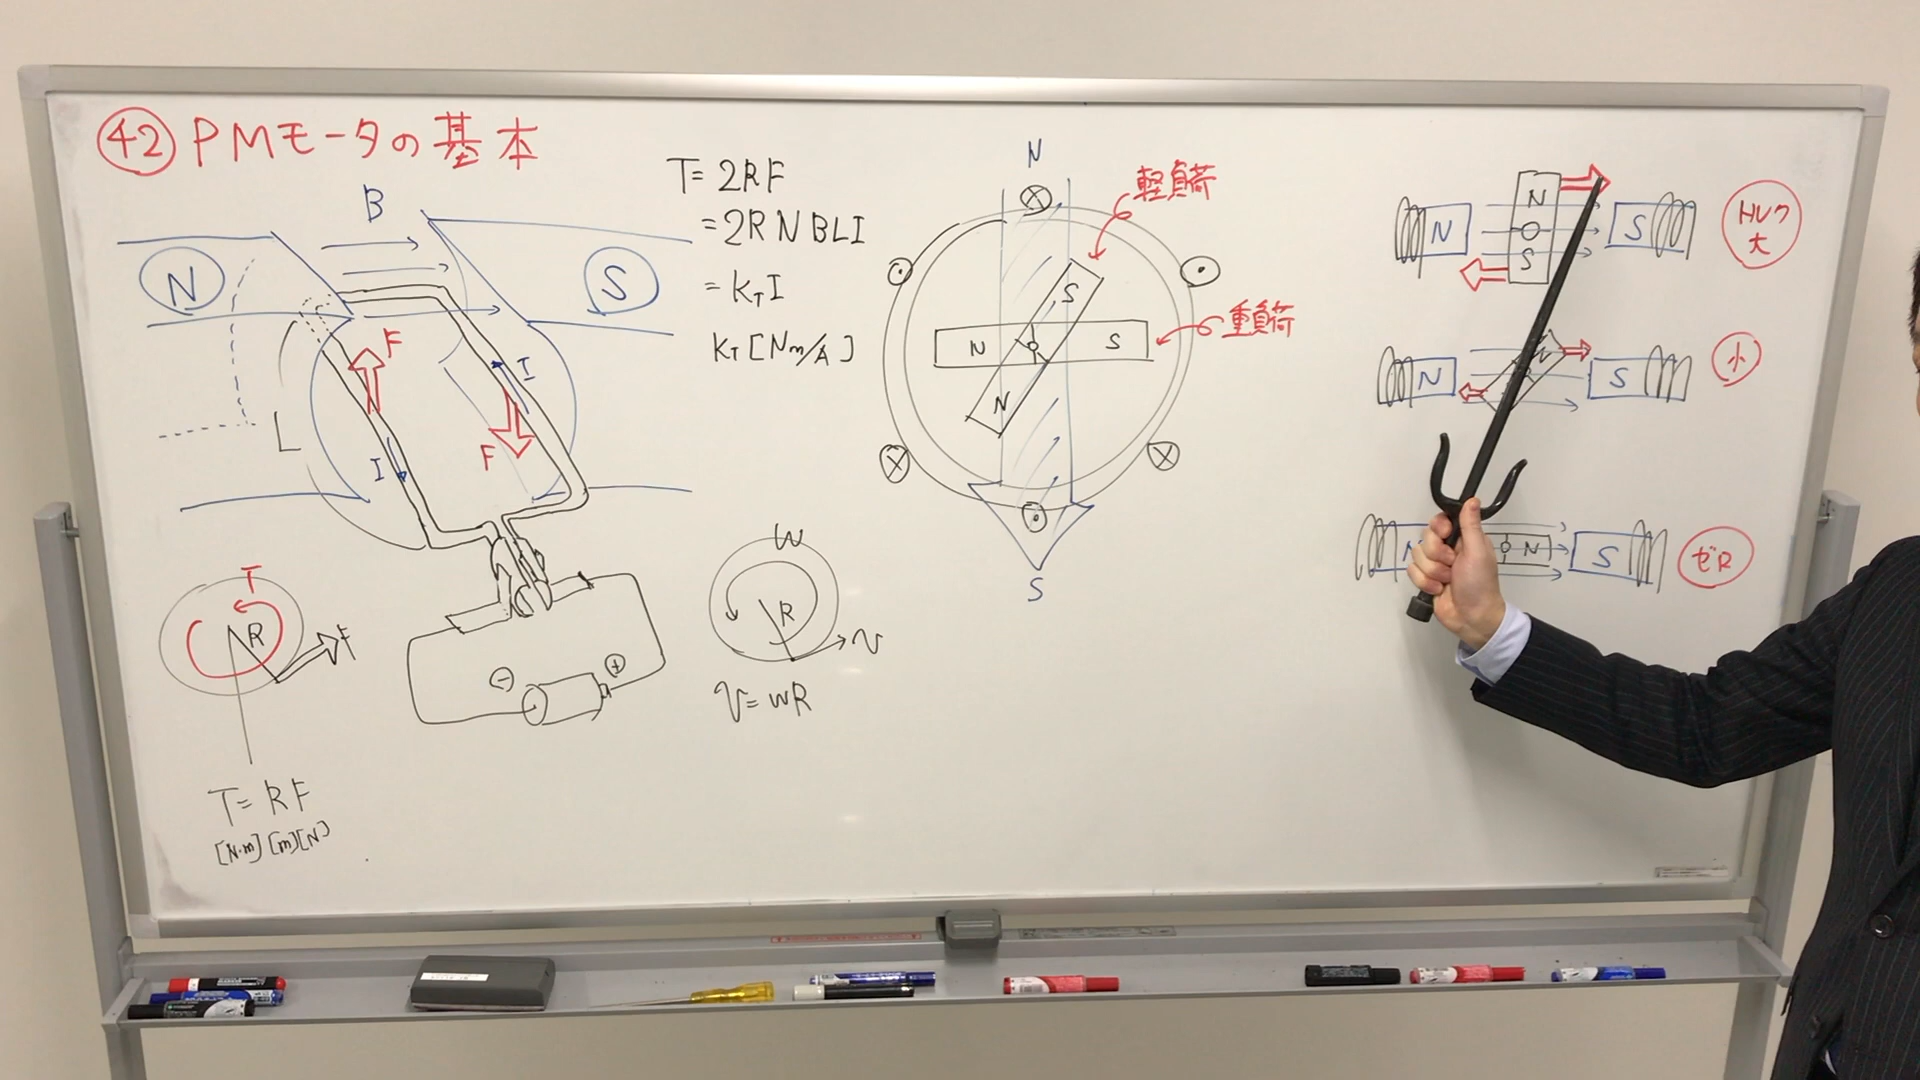 ㊷ PMモータの基本
B
N
S
F
F
I
I
L
T
R
F
T= RF
[N·m] [m] [N]
⊖
⊕
T= 2RF
=2RNBLI
= KTI
KT [Nm/A]
ω
R
v
v= ωR
N
軽負荷
S
N
S
重負荷
N
S
N
N
O
S
S
トルク
大
N
N
S
小
N
N
S
ゼロ